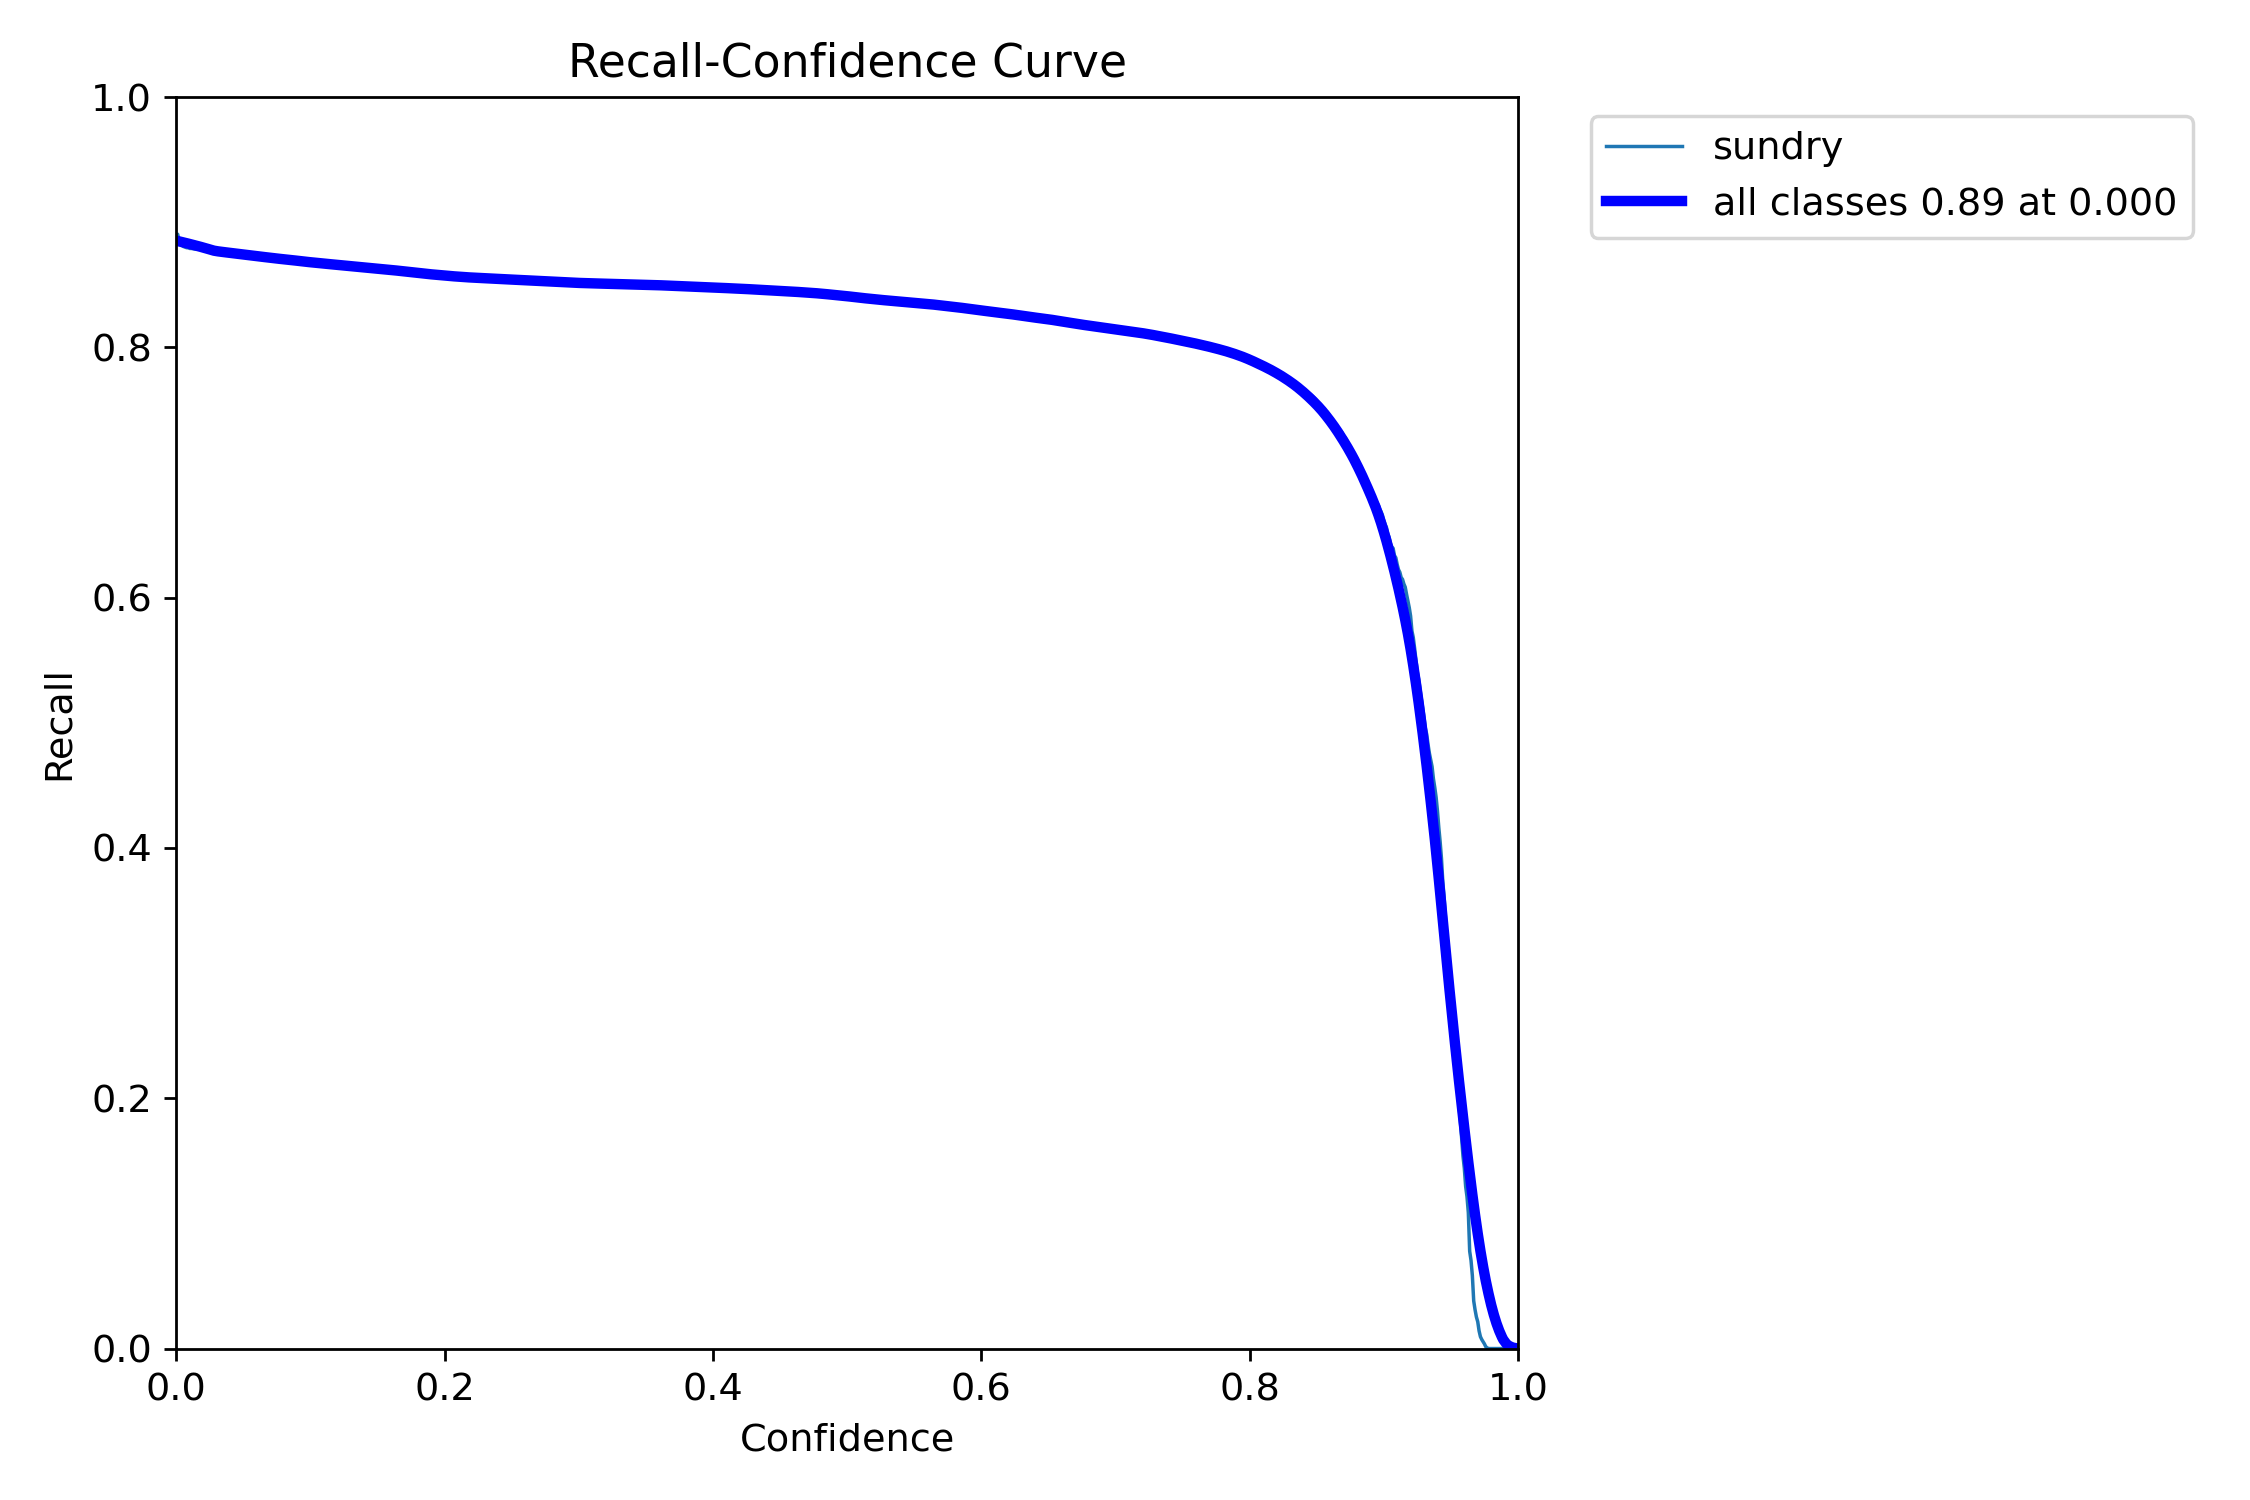 Recall-Confidence Curve
1.0
0.8
0.6
0.4
0.2
0.0
Recall
0.0 0.2 0.4 0.6 0.8 1.0
Confidence
sundry
all classes 0.89 at 0.000